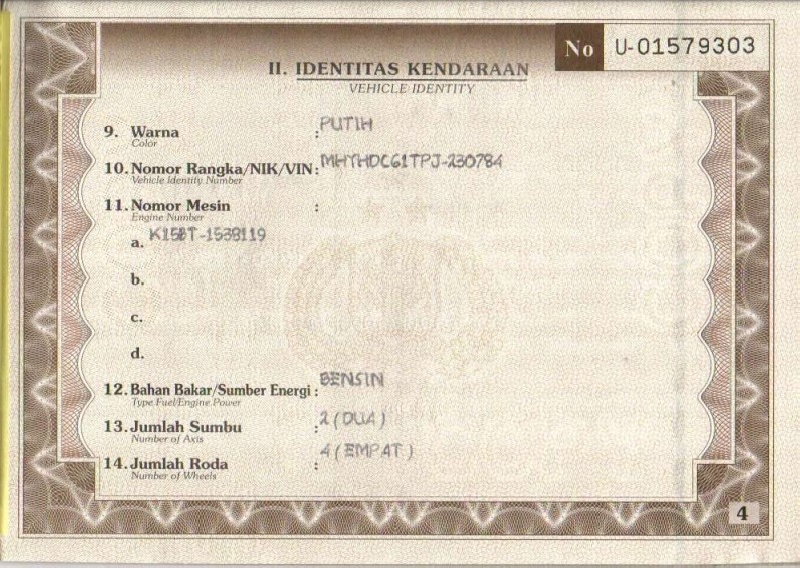 No U-01579303
II. IDENTITAS KENDARAAN
VEHICLE IDENTITY
9. Warna : PUTIH
Color
10. Nomor Rangka/NIK/VIN : MHYHDC61TPJ-230784
Vehicle Identity Number
11. Nomor Mesin :
Engine Number
a. K15BT-1538119
b.
c.
d.
12. Bahan Bakar/Sumber Energi : BENSIN
Type Fuel/Engine Power
13. Jumlah Sumbu : 2 (DUA)
Number of Axis
14. Jumlah Roda : 4 (EMPAT)
Number of Wheels
4